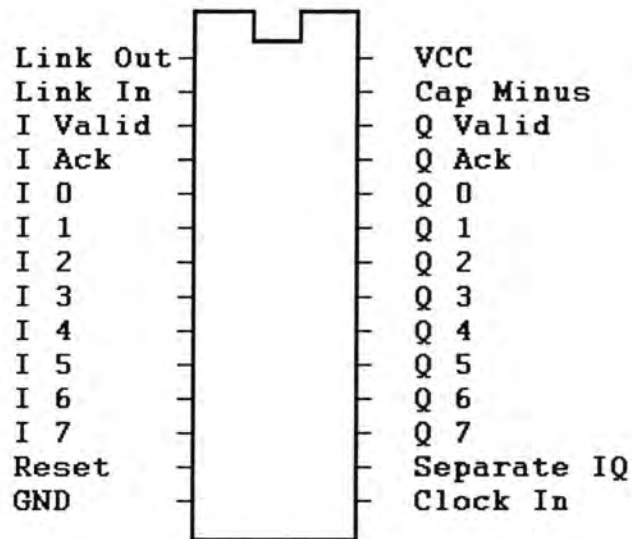 Link Out VCC
Link In Cap Minus
I Valid Q Valid
I Ack Q Ack
I 0 Q 0
I 1 Q 1
I 2 Q 2
I 3 Q 3
I 4 Q 4
I 5 Q 5
I 6 Q 6
I 7 Q 7
Reset Separate IQ
GND Clock In